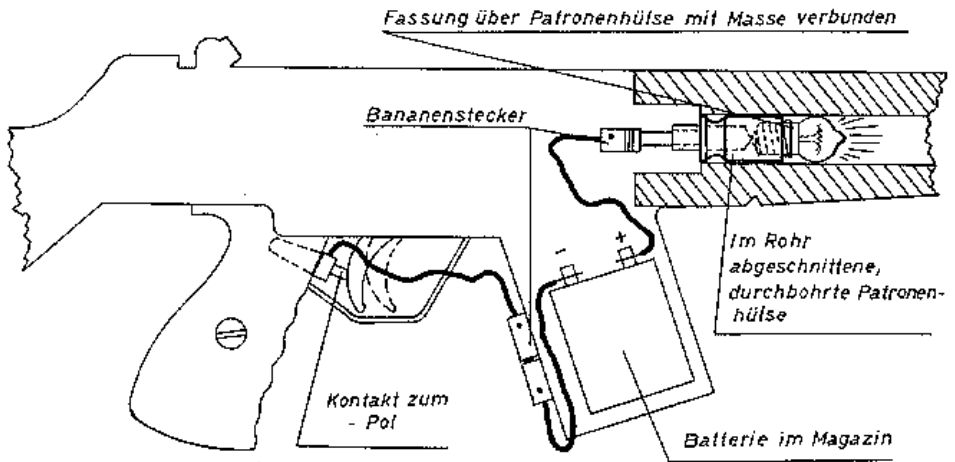 Fassung über Patronenhülse mit Masse verbunden
Bananenstecker
- +
Im Rohr
abgeschnittene,
durchbohrte Patronen-
hülse
Kontakt zum
- Pol
Batterie im Magazin